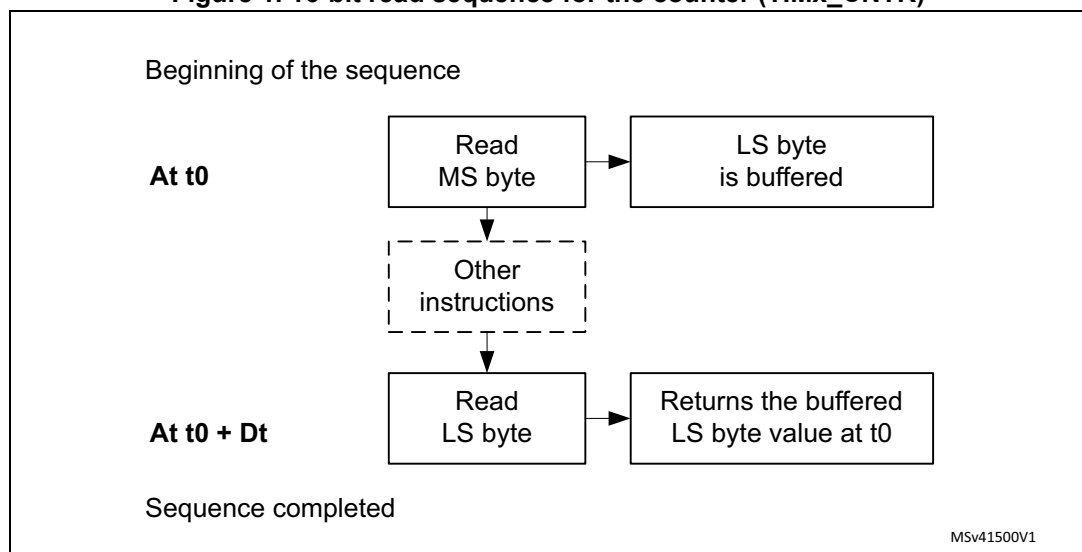 Beginning of the sequence
At t0
Read
MS byte
LS byte
is buffered
Other
instructions
At t0 + Dt
Read
LS byte
Returns the buffered
LS byte value at t0
Sequence completed
MSv41500V1